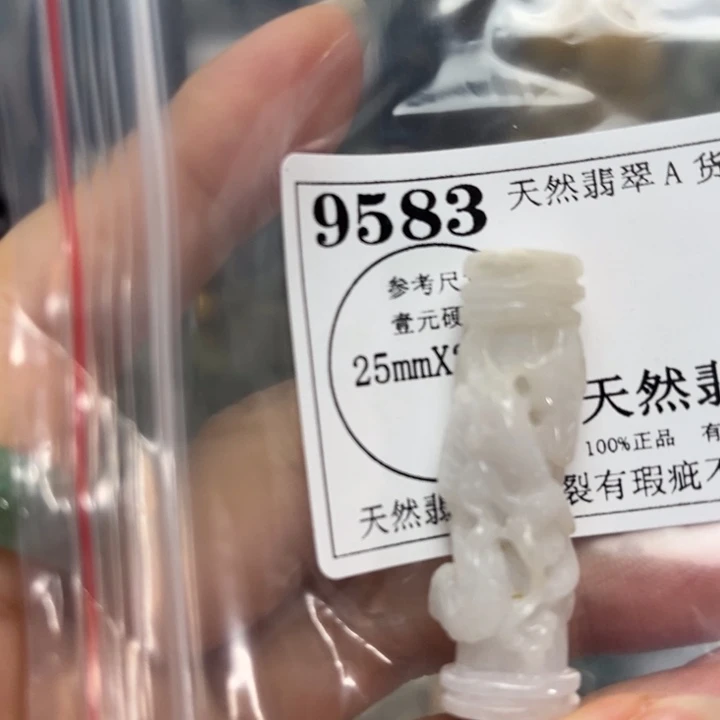 9583
天然翡翠A货
参考尺
壹元硬
25mmX
天然翡
100%正品 有
裂有瑕疵不
天然翡